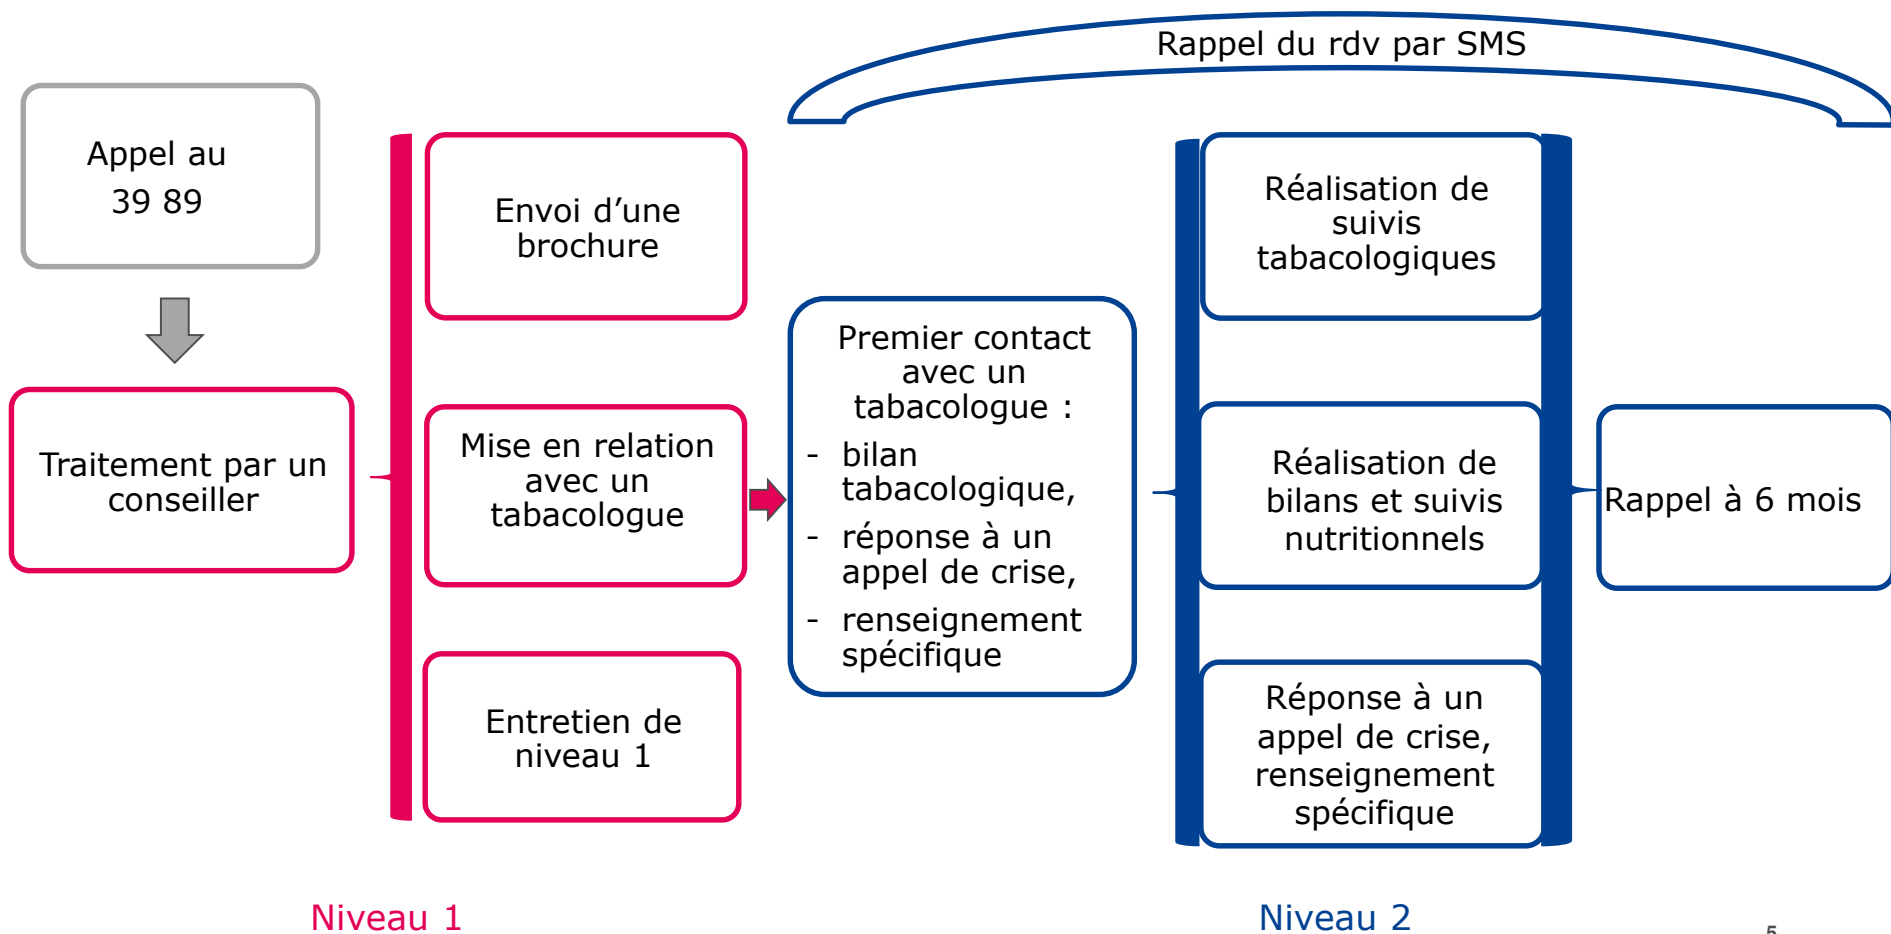 Rappel du rdv par SMS
Appel au
39 89
Traitement par un
conseiller
Envoi d’une
brochure
Mise en relation
avec un
tabacologue
Entretien de
niveau 1
Premier contact
avec un
tabacologue :
- bilan
tabacologique,
- réponse à un
appel de crise,
- renseignement
spécifique
Réalisation de
suivis
tabacologiques
Réalisation de
bilans et suivis
nutritionnels
Réponse à un
appel de crise,
renseignement
spécifique
Rappel à 6 mois
Niveau 1
Niveau 2
5